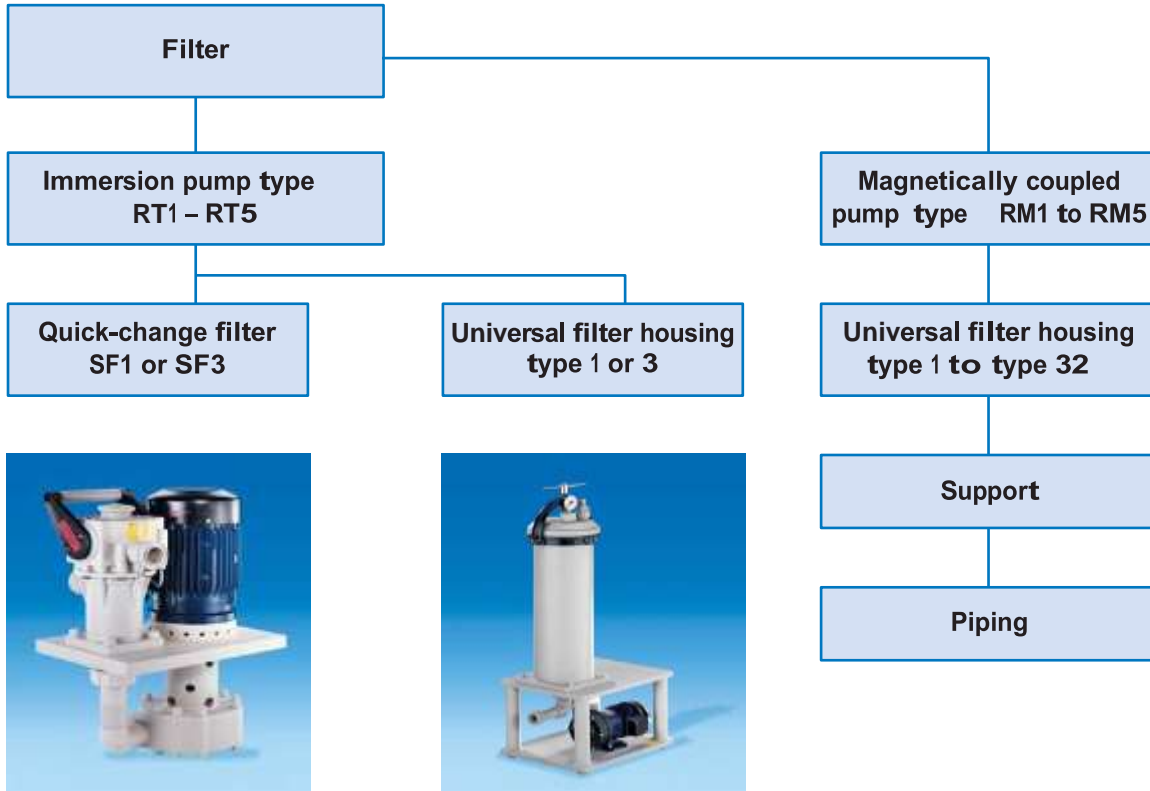 Filter
Immersion pump type
RT1 – RT5
Magnetically coupled
pump type RM1 to RM5
Quick-change filter
SF1 or SF3
Universal filter housing
type 1 or 3
Universal filter housing
type 1 to type 32
Support
Piping